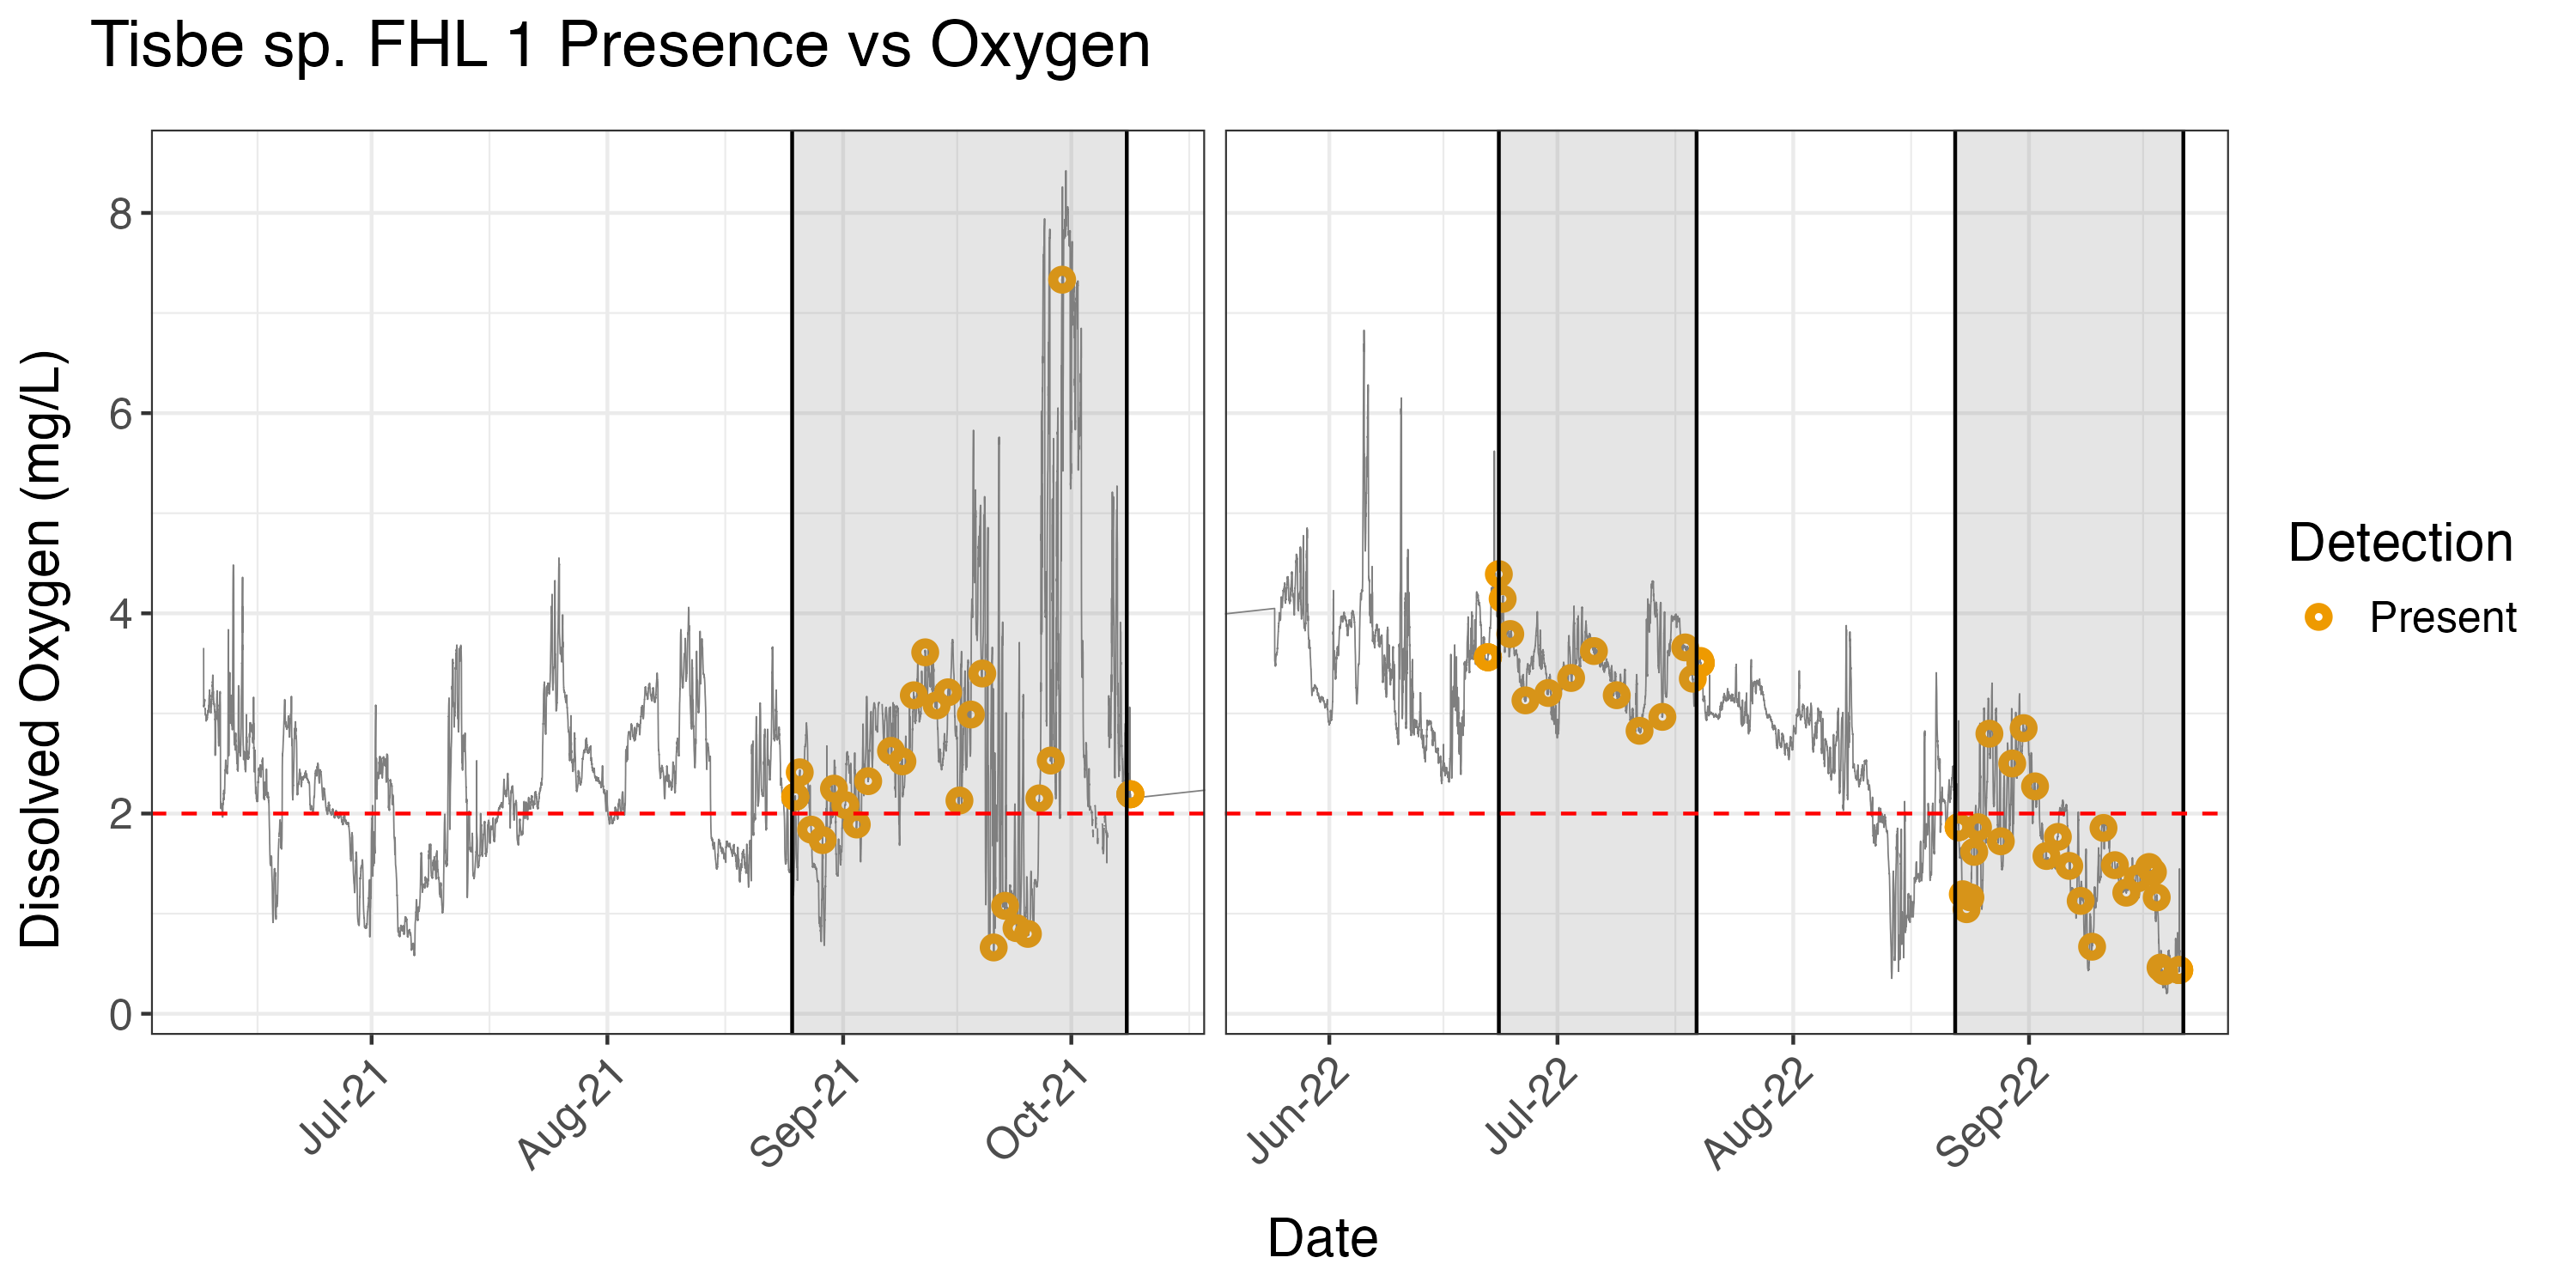 Tisbe sp. FHL 1 Presence vs Oxygen
Dissolved Oxygen (mg/L)
8
6
4
2
0
Jul-21
Aug-21
Sep-21
Oct-21
Jun-22
Jul-22
Aug-22
Sep-22
Date
Detection
Present